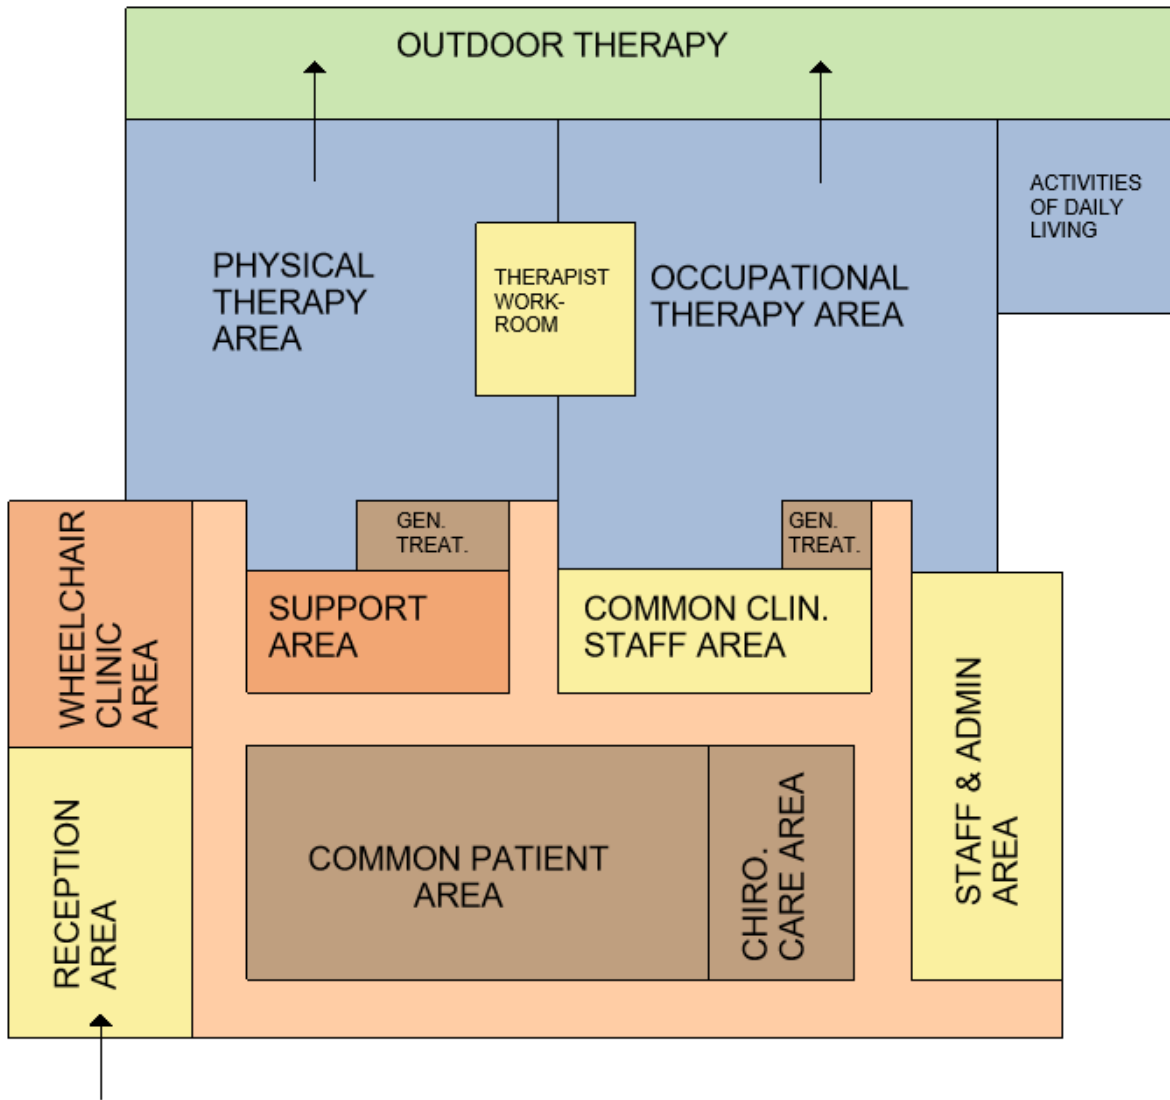 OUTDOOR THERAPY
ACTIVITIES
OF DAILY
LIVING
PHYSICAL
THERAPY
AREA
THERAPIST
WORK-
ROOM
OCCUPATIONAL
THERAPY AREA
GEN.
TREAT.
GEN.
TREAT.
WHEELCHAIR
CLINIC
AREA
SUPPORT
AREA
COMMON CLIN.
STAFF AREA
STAFF & ADMIN
AREA
RECEPTION
AREA
COMMON PATIENT
AREA
CHIRO.
CARE AREA